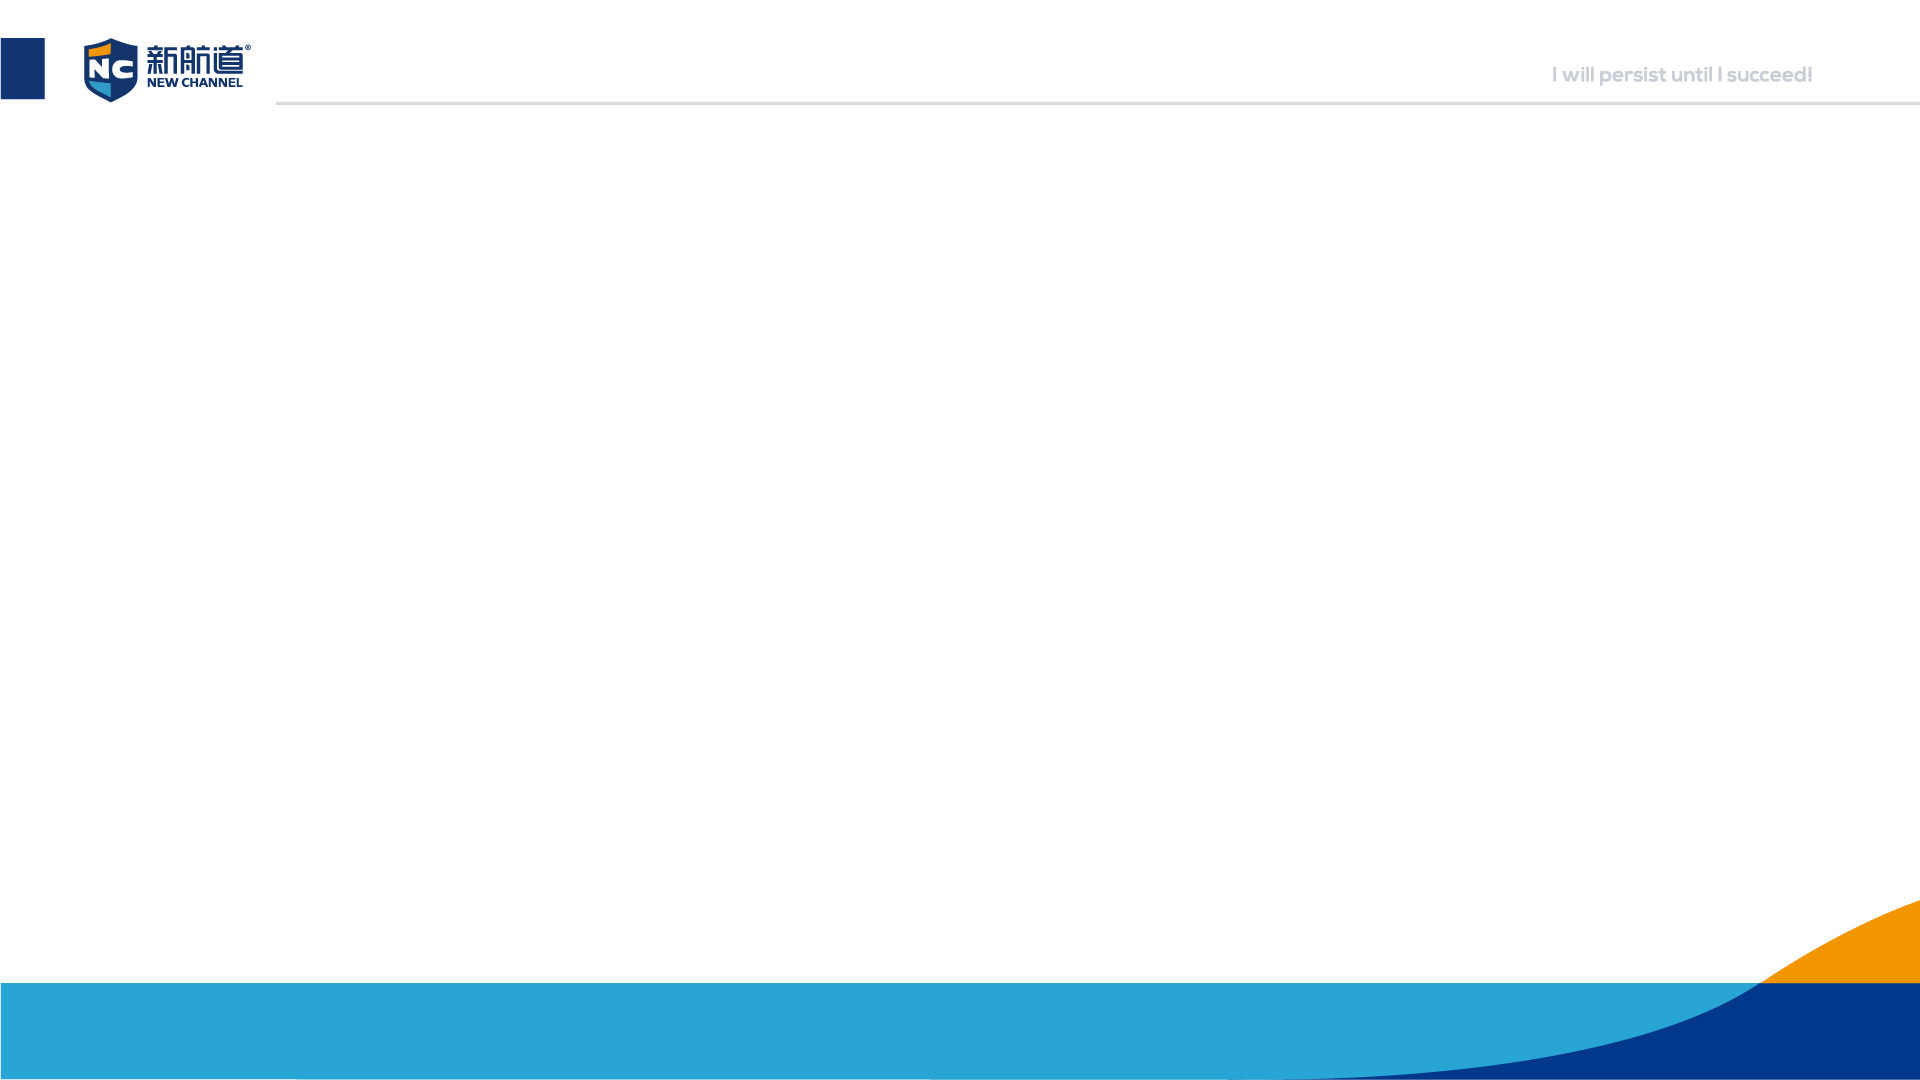 NC
新航道®
NEW CHANNEL
I will persist until I succeed!